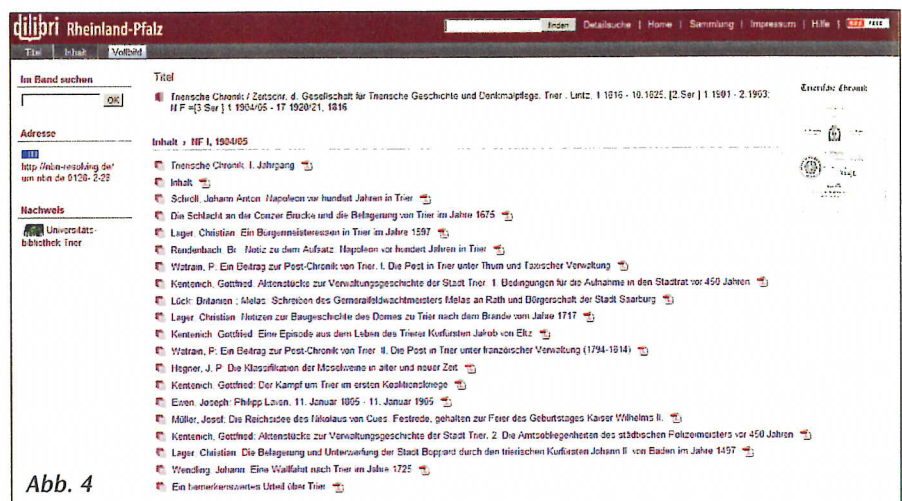 dilibri Rheinland-Pfalz
finden Detailsuche | Home | Sammlung | Impressum | Hilfe |
Titel Inhalt Vollbild
Im Band suchen
OK
Adresse
http://nbn-resolving.de/
urn:nbn:de:0128-2-28
Nachweis
Universitäts-
bibliothek Trier
Titel
Triersche Chronik / Zeitschr. d. Gesellschaft für Triersche Geschichte und Denkmalpflege. Trier : Lintz, 1.1816 - 10.1825; [2.Ser.] 1.1901 - 2.1903;
N.F.=[3.Ser.] 1.1904/05 - 17.1920/21, 1816
Inhalt › NF I, 1904/05
Triersche Chronik. I. Jahrgang
Inhalt
Schroll, Johann Anton: Napoleon vor hundert Jahren in Trier
Die Schlacht an der Conzer Brücke und die Belagerung von Trier im Jahre 1675
Lager, Christian: Ein Bürgermeisteressen in Trier im Jahre 1597
Rendenbach, Br.: Notiz zu dem Aufsatz: Napoleon vor hundert Jahren in Trier
Watrain, P: Ein Beitrag zur Post-Chronik von Trier. I. Die Post in Trier unter Thurn und Taxischer Verwaltung
Kentenich, Gottfried: Aktenstücke zur Verwaltungsgeschichte der Stadt Trier. 1. Bedingungen für die Aufnahme in den Stadtrat vor 450 Jahren
Lück: Britanien ; Melas: Schreiben des Gerneralfeldwachtmeisters Melas an Rath und Bürgerschaft der Stadt Saarburg
Lager, Christian: Notizen zur Baugeschichte des Domes zu Trier nach dem Brande vom Jahre 1717
Kentenich, Gottfried: Eine Episode aus dem Leben des Trierer Kurfürsten Jakob von Eltz
Watrain, P: Ein Beitrag zur Post-Chronik von Trier. II. Die Post in Trier unter französcher Verwaltung (1794-1814)
Hegner, J. P: Die Klassifikation der Moselweine in alter und neuer Zeit
Kentenich, Gottfried: Der Kampf um Trier im ersten Koalitionskriege
Ewen, Joseph: Philipp Laven. 11. Januar 1805 - 11. Januar 1905
Müller, Josef: Die Reichsidee des Nikolaus von Cues. Festrede, gehalten zur Feier des Geburtstages Kaiser Wilhelms II.
Kentenich, Gottfried: Aktenstücke zur Verwaltungsgeschichte der Stadt Trier. 2. Die Amtsobliegenheiten des städtischen Polizeimeisters vor 450 Jahren
Lager, Christian: Die Belagerung und Unterwerfung der Stadt Boppard durch den trierischen Kurfürsten Johann II. von Baden im Jahre 1497
Wendling, Johann: Eine Wallfahrt nach Trier im Jahre 1725
Ein bemerkenswertes Urteil über Trier
Trierische Chronik
Abb. 4